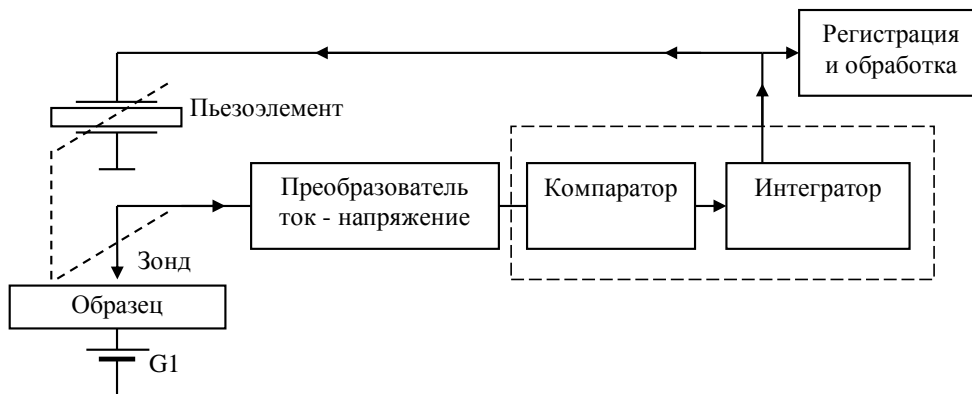 Регистрация
и обработка
Пьезоэлемент
Преобразователь
ток - напряжение
Компаратор
Интегратор
Зонд
Образец
G1